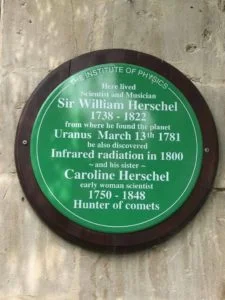 THE INSTITUTE OF PHYSICS
Here lived
Scientist and Musician
Sir William Herschel
1738 - 1822
from where he found the planet
Uranus March 13th 1781
he also discovered
Infrared radiation in 1800
~and his sister~
Caroline Herschel
early woman scientist
1750 - 1848
Hunter of comets